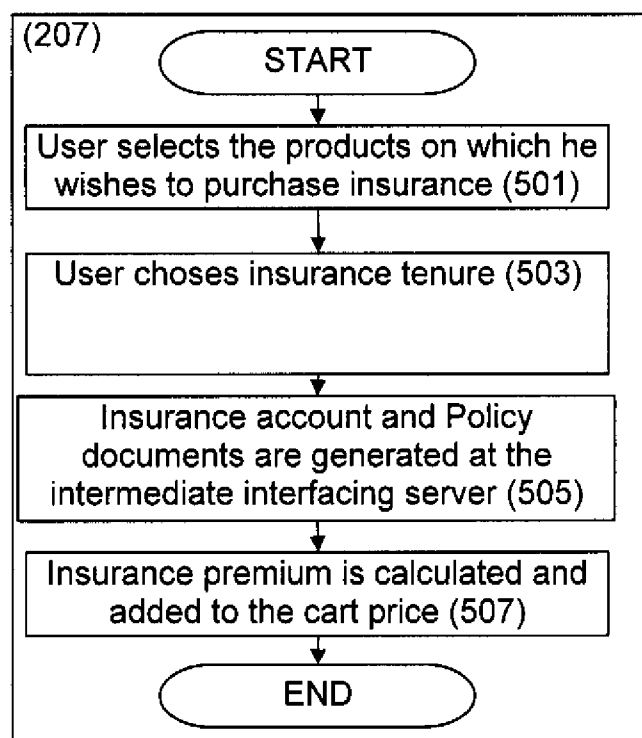 (207)
START
User selects the products on which he
wishes to purchase insurance (501)
User choses insurance tenure (503)
Insurance account and Policy
documents are generated at the
intermediate interfacing server (505)
Insurance premium is calculated and
added to the cart price (507)
END